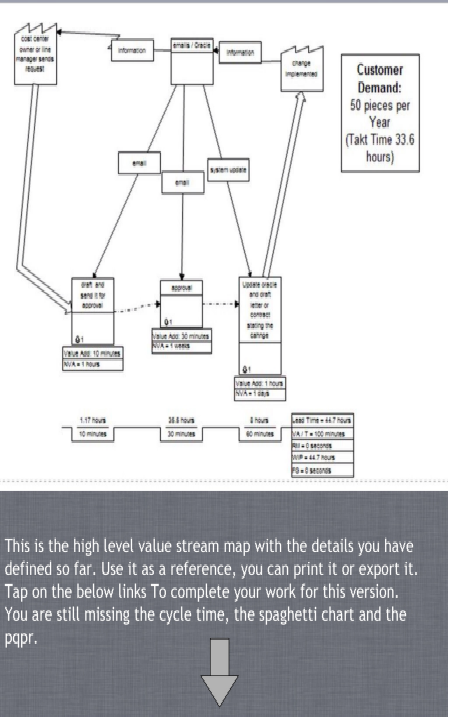 cost center
owner or line
manager sends
request
Information
emails / Oracle
Information
change
implemented
Customer
Demand:
50 pieces per
Year
(Takt Time 33.6
hours)
email
email
system update
draft and
send it for
approval
1
Value Add: 10 minutes
NVA = 1 hours
approval
1
Value Add: 30 minutes
NVA = 1 weeks
Update oracle
and draft
letter or
contract
stating the
cahnge
1
Value Add: 1 hours
NVA = 1 days
1.17 hours
10 minutes
35.5 hours
30 minutes
8 hours
60 minutes
Lead Time = 44.7 hours
VA / T = 100 minutes
RM = 0 seconds
WIP = 44.7 hours
FG = 0 seconds
This is the high level value stream map with the details you have
defined so far. Use it as a reference, you can print it or export it.
Tap on the below links To complete your work for this version.
You are still missing the cycle time, the spaghetti chart and the
pqpr.